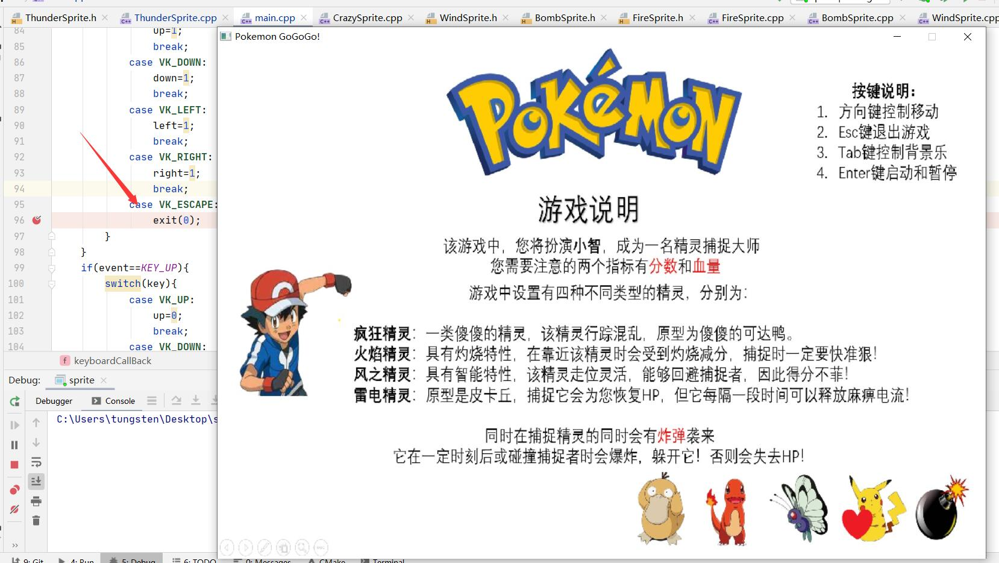 ThunderSprite.h
ThunderSprite.cpp
main.cpp
CrazySprite.cpp
WindSprite.h
BombSprite.h
FireSprite.h
FireSprite.cpp
BombSprite.cpp
WindSprite.cpp
84 up=1;
85 break;
86 case VK_DOWN:
87 down=1;
88 break;
89 case VK_LEFT:
90 left=1;
91 break;
92 case VK_RIGHT:
93 right=1;
94 break;
95 case VK_ESCAPE:
96 exit(0);
97 }
98 }
99 if(event==KEY_UP){
100 switch(key){
101 case VK_UP:
102 up=0;
103 break;
104 case VK_DOWN:
keyboardCallBack
Debug: sprite
Debugger Console
C:\Users\tungsten\Desktop\s
Pokemon GoGoGo!
POKéMON
按键说明：
1. 方向键控制移动
2. Esc键退出游戏
3. Tab键控制背景乐
4. Enter键启动和暂停
游戏说明
该游戏中，您将扮演小智，成为一名精灵捕捉大师
您需要注意的两个指标有分数和血量
游戏中设置有四种不同类型的精灵，分别为：
疯狂精灵：一类傻傻的精灵，该精灵行踪混乱，原型为傻傻的可达鸭。
火焰精灵：具有灼烧特性，在靠近该精灵时会受到灼烧减分，捕捉时一定要快准狠！
风之精灵：具有智能特性，该精灵走位灵活，能够回避捕捉者，因此得分不菲！
雷电精灵：原型是皮卡丘，捕捉它会为您恢复HP，但它每隔一段时间可以释放麻痹电流！
同时在捕捉精灵的同时会有炸弹袭来
它在一定时刻后或碰撞捕捉者时会爆炸，躲开它！否则会失去HP！
9: Git
4: Run
5: Debug
6: TODO
0: Messages
CMake
Terminal